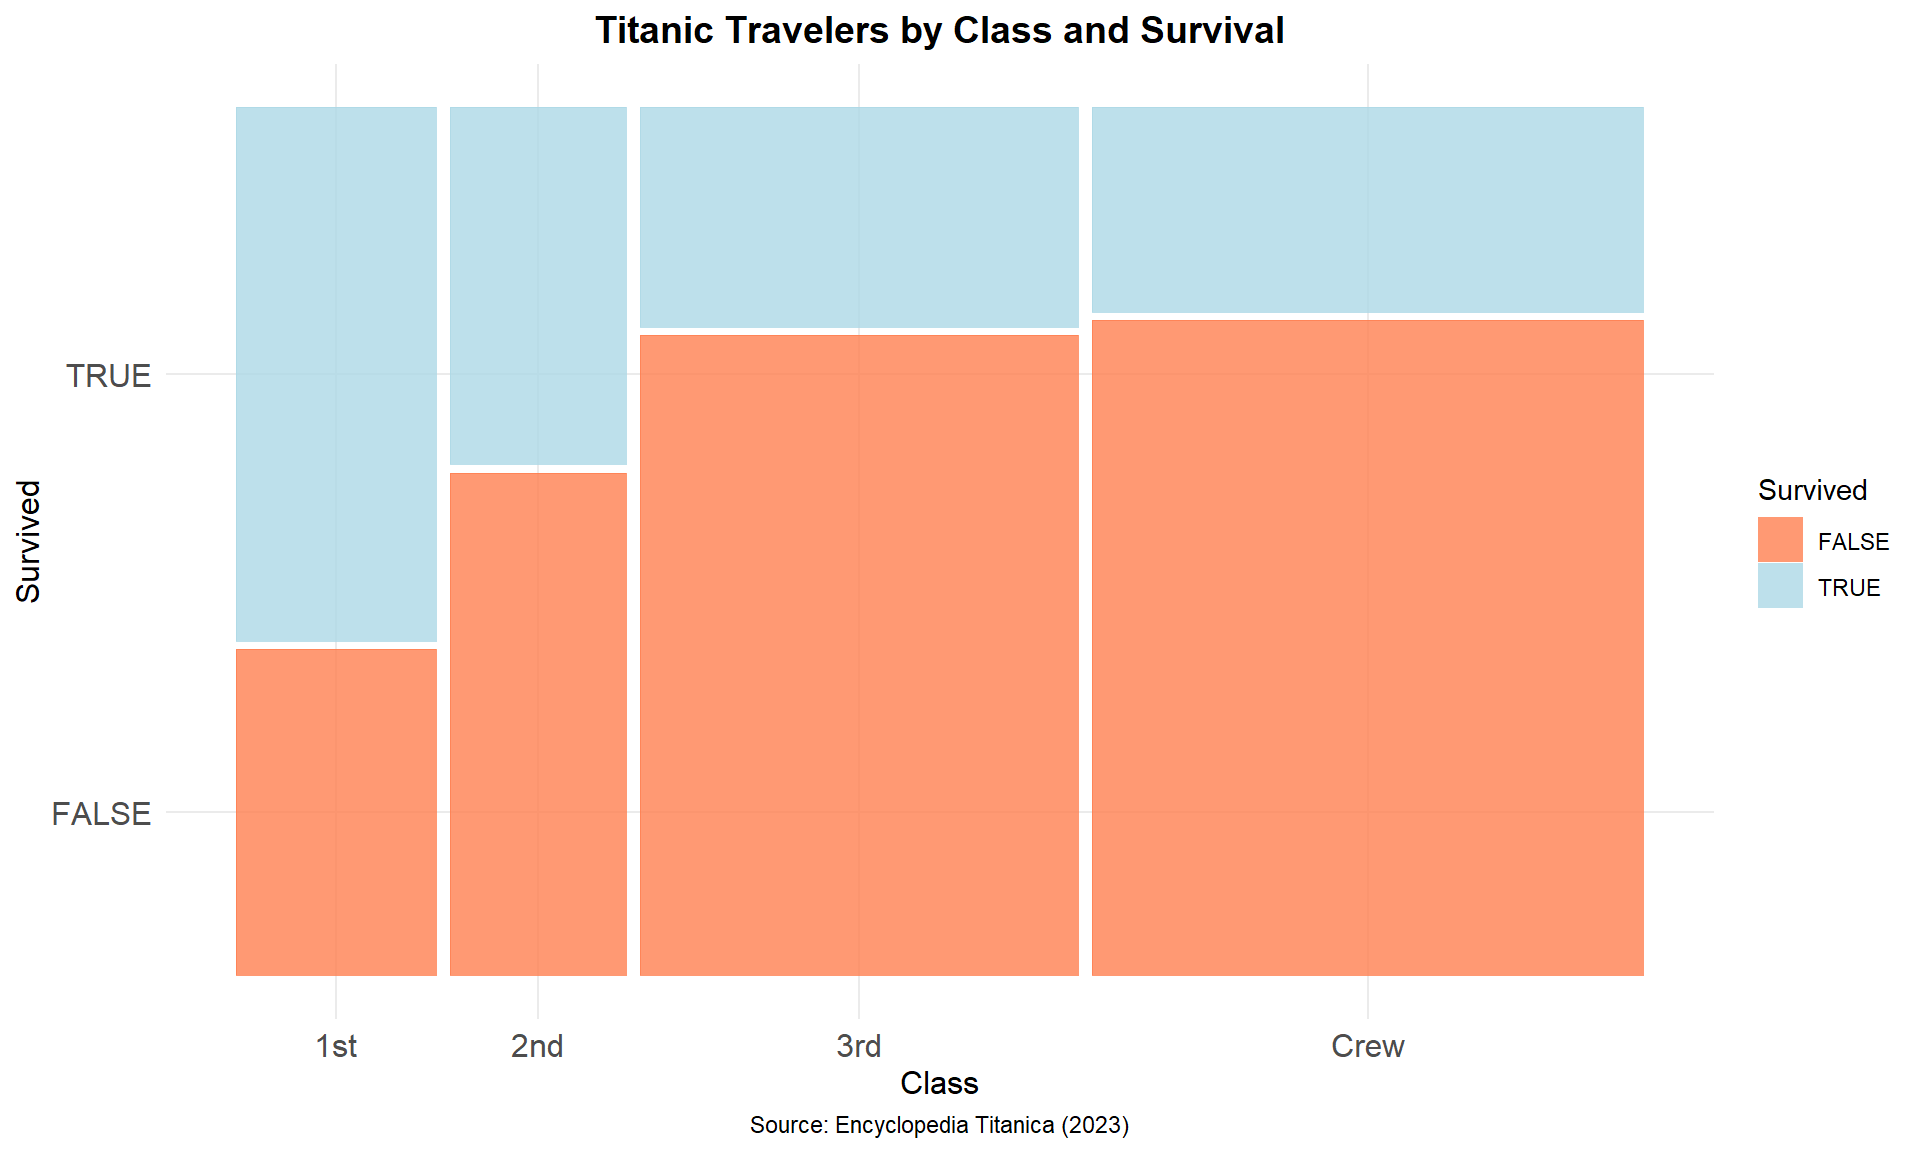 Titanic Travelers by Class and Survival
TRUE
FALSE
Survived
1st
2nd
3rd
Crew
Class
Source: Encyclopedia Titanica (2023)
Survived
FALSE
TRUE